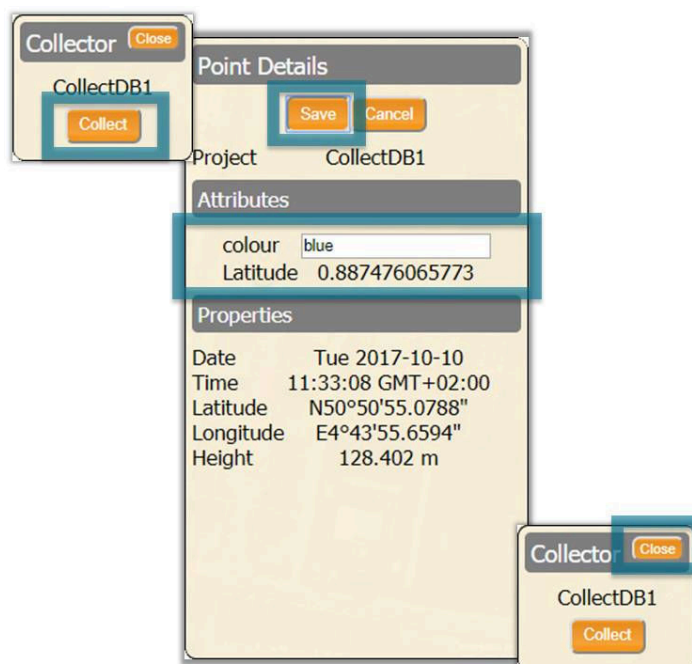 Collector Close
CollectDB1
Collect
Point Details
Save Cancel
Project CollectDB1
Attributes
colour blue
Latitude 0.887476065773
Properties
Date Tue 2017-10-10
Time 11:33:08 GMT+02:00
Latitude N50°50'55.0788"
Longitude E4°43'55.6594"
Height 128.402 m
Collector Close
CollectDB1
Collect